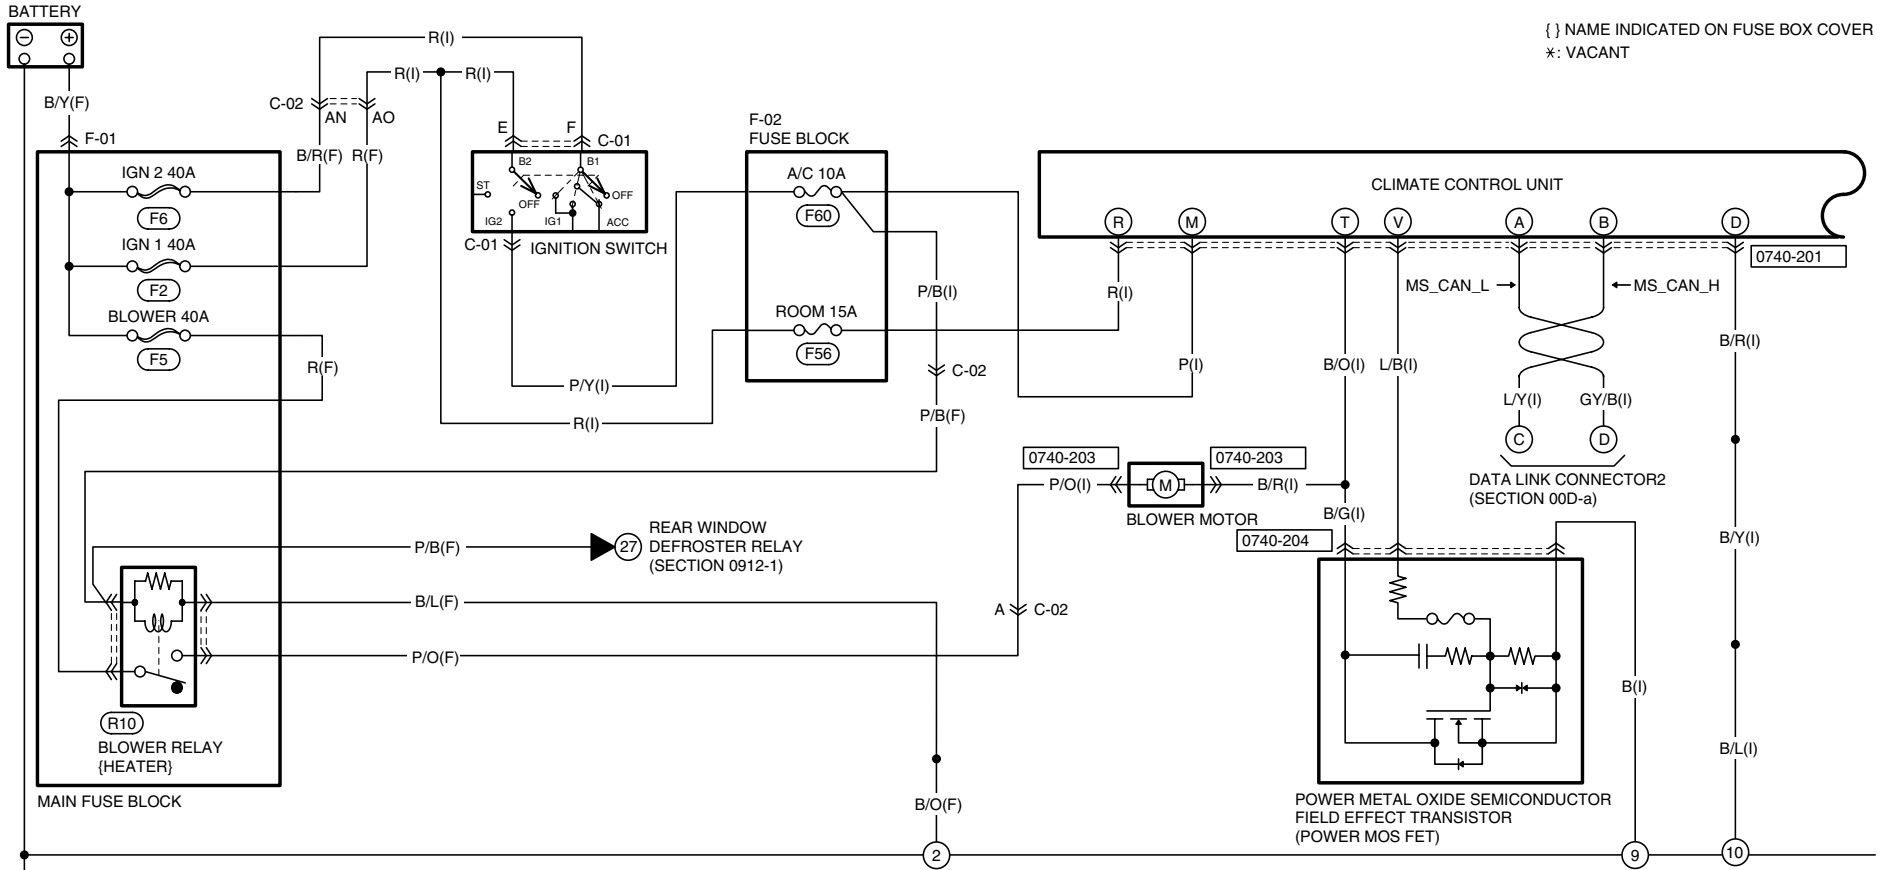 BATTERY
R(I)
{ } NAME INDICATED ON FUSE BOX COVER
*: VACANT
R(I)
R(I)
B/Y(F)
C-02
AN
AO
F-01
B/R(F)
R(F)
E
F
C-01
F-02
FUSE BLOCK
IGN 2 40A
F6
IGN 1 40A
F2
BLOWER 40A
F5
R(F)
B2
B1
ST
OFF
OFF
IG2
IG1
ACC
C-01
IGNITION SWITCH
A/C 10A
F60
ROOM 15A
F56
CLIMATE CONTROL UNIT
R
M
T
V
A
B
D
0740-201
MS_CAN_L
MS_CAN_H
P/B(I)
R(I)
B/R(I)
P(I)
B/O(I)
L/B(I)
C-02
P/Y(I)
P/B(F)
R(I)
L/Y(I)
GY/B(I)
C
D
DATA LINK CONNECTOR2
(SECTION 00D-a)
0740-203
0740-203
P/O(I)
M
B/R(I)
BLOWER MOTOR
B/G(I)
0740-204
P/B(F)
27
REAR WINDOW
DEFROSTER RELAY
(SECTION 0912-1)
B/Y(I)
B/L(F)
A
C-02
P/O(F)
B(I)
R10
BLOWER RELAY
{HEATER}
MAIN FUSE BLOCK
B/L(I)
B/O(F)
POWER METAL OXIDE SEMICONDUCTOR
FIELD EFFECT TRANSISTOR
(POWER MOS FET)
2
9
10